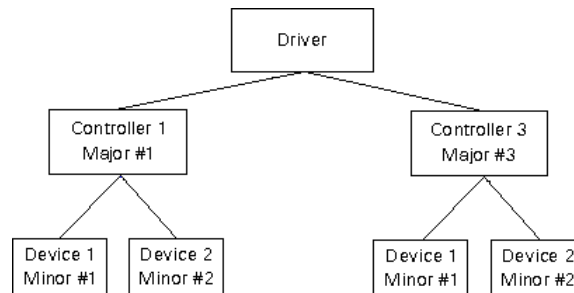 Driver
Controller 1
Major #1
Controller 3
Major #3
Device 1
Minor #1
Device 2
Minor #2
Device 1
Minor #1
Device 2
Minor #2